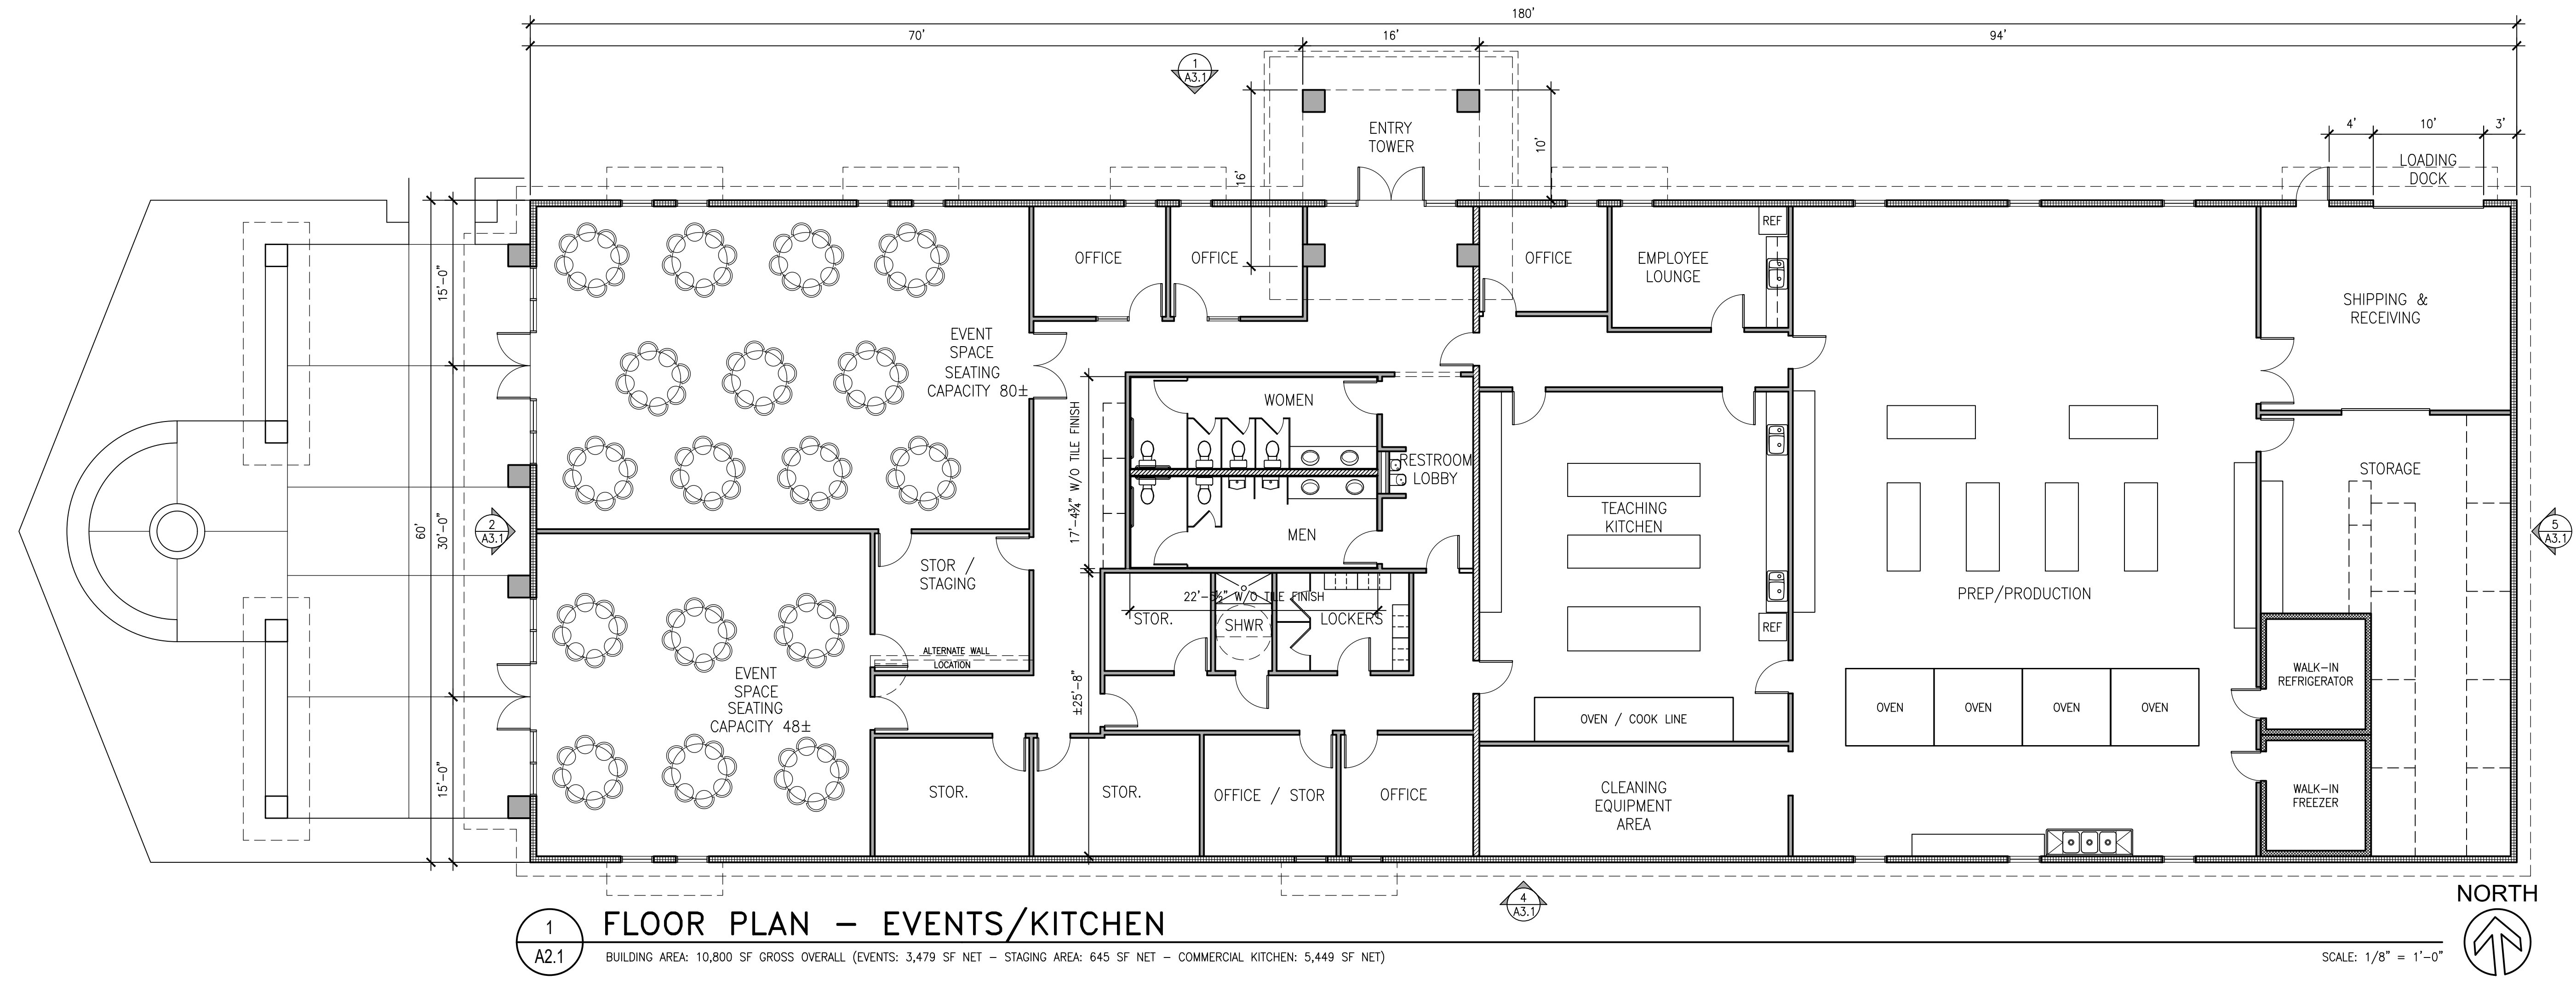 180'
70'
16'
94'
1
A3.1
16'
10'
ENTRY
TOWER
4'
10'
3'
LOADING
DOCK
15'-0"
60'
30'-0"
15'-0"
2
A3.1
EVENT
SPACE
SEATING
CAPACITY 80±
OFFICE
OFFICE
OFFICE
EMPLOYEE
LOUNGE
REF
SHIPPING &
RECEIVING
17'-4¾" W/O TILE FINISH
WOMEN
MEN
RESTROOM
LOBBY
TEACHING
KITCHEN
STORAGE
PREP/PRODUCTION
5
A3.1
STOR /
STAGING
ALTERNATE WALL
LOCATION
22'-5½" W/O TILE FINISH
STOR.
SHWR
LOCKERS
REF
±25'-8"
EVENT
SPACE
SEATING
CAPACITY 48±
OVEN / COOK LINE
OVEN
OVEN
OVEN
OVEN
WALK-IN
REFRIGERATOR
WALK-IN
FREEZER
STOR.
STOR.
OFFICE / STOR
OFFICE
CLEANING
EQUIPMENT
AREA
4
A3.1
NORTH
1
A2.1
FLOOR PLAN - EVENTS/KITCHEN
BUILDING AREA: 10,800 SF GROSS OVERALL (EVENTS: 3,479 SF NET - STAGING AREA: 645 SF NET - COMMERCIAL KITCHEN: 5,449 SF NET)
SCALE: 1/8" = 1'-0"